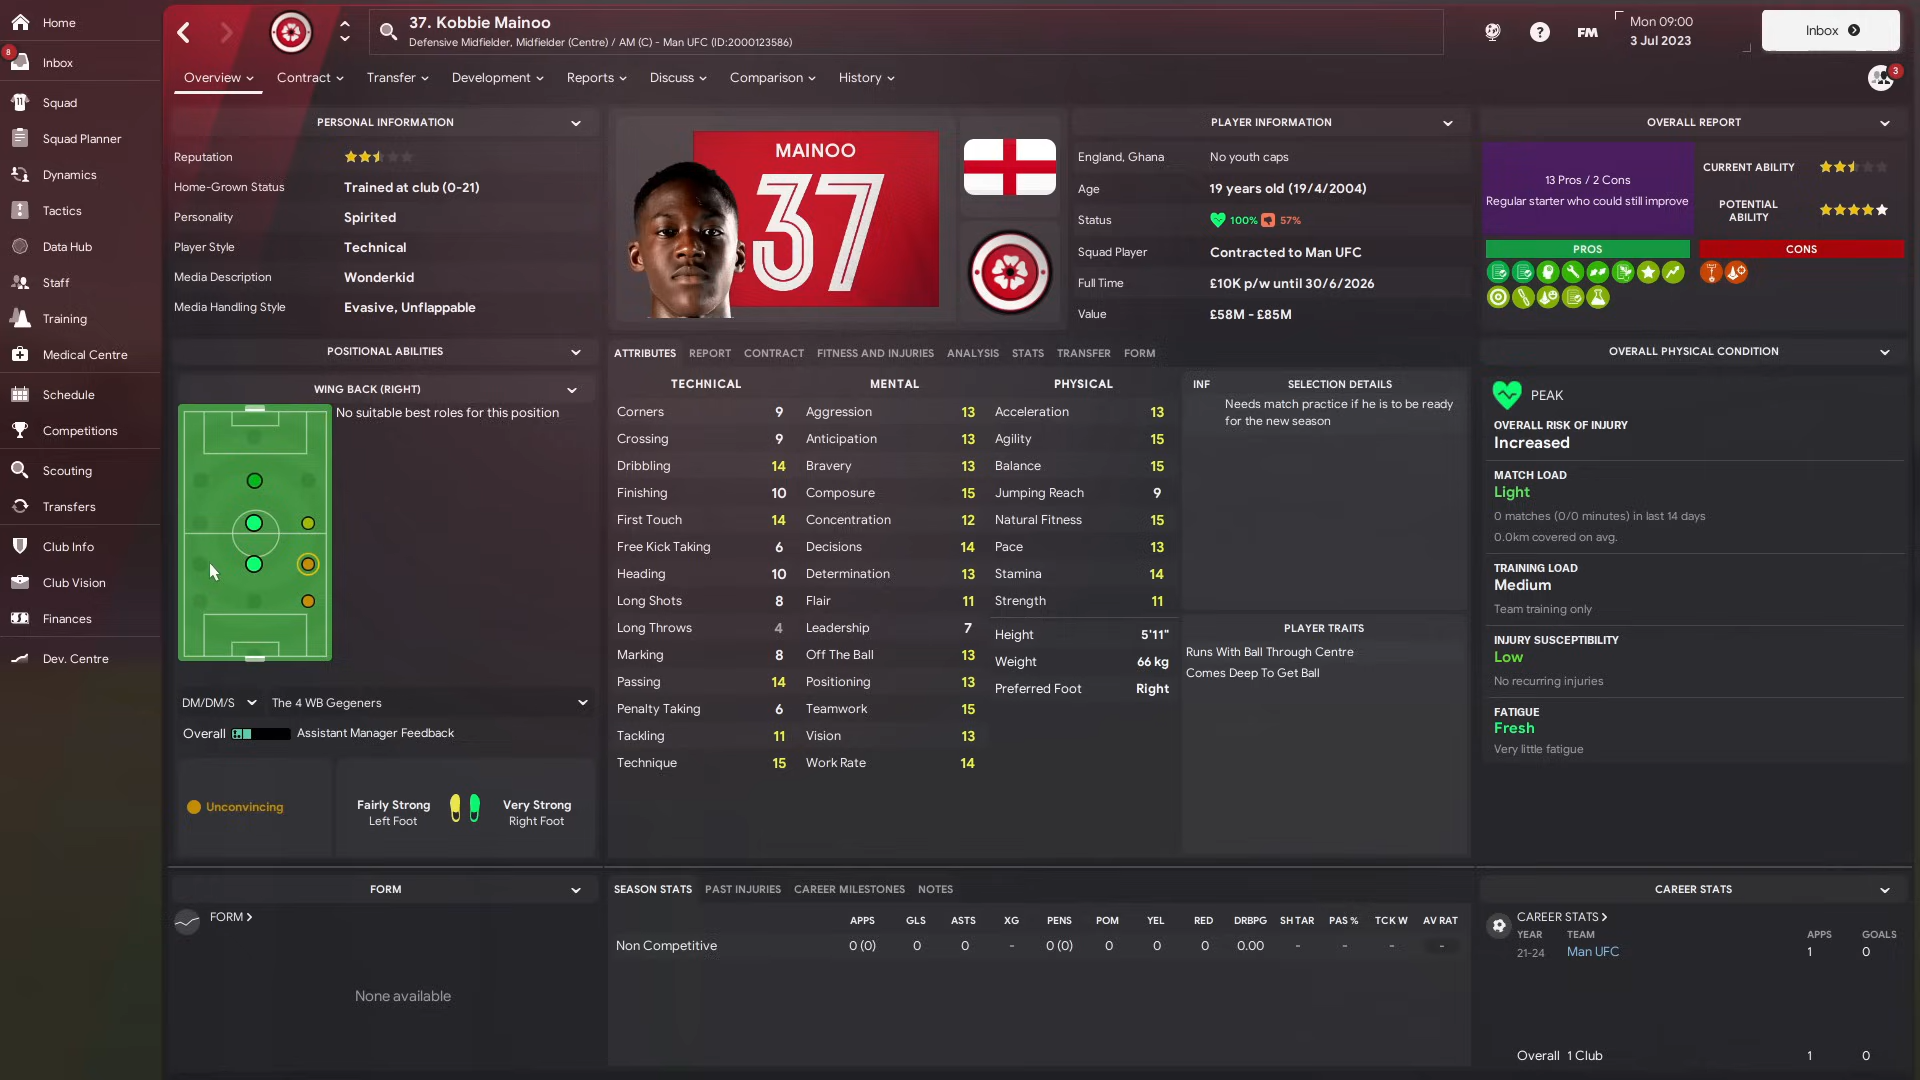 Home
8
Inbox
Squad
Squad Planner
Dynamics
Tactics
Data Hub
Staff
Training
Medical Centre
Schedule
Competitions
Scouting
Transfers
Club Info
Club Vision
Finances
Dev. Centre
37. Kobbie Mainoo
Defensive Midfielder, Midfielder (Centre) / AM (C) - Man UFC (ID:2000123586)
?
FM
Mon 09:00
3 Jul 2023
Inbox
Overview
Contract
Transfer
Development
Reports
Discuss
Comparison
History
3
PERSONAL INFORMATION
Reputation
Home-Grown Status Trained at club (0-21)
Personality Spirited
Player Style Technical
Media Description Wonderkid
Media Handling Style Evasive, Unflappable
MAINOO
37
PLAYER INFORMATION
England, Ghana No youth caps
Age 19 years old (19/4/2004)
Status 100% 57%
Squad Player Contracted to Man UFC
Full Time £10K p/w until 30/6/2026
Value £58M - £85M
OVERALL REPORT
13 Pros / 2 Cons
Regular starter who could still improve
CURRENT ABILITY
POTENTIAL
ABILITY
PROS CONS
POSITIONAL ABILITIES
WING BACK (RIGHT)
No suitable best roles for this position
DM/DM/S The 4 WB Gegeners
Overall Assistant Manager Feedback
Unconvincing
Fairly Strong
Left Foot
Very Strong
Right Foot
ATTRIBUTES REPORT CONTRACT FITNESS AND INJURIES ANALYSIS STATS TRANSFER FORM
TECHNICAL MENTAL PHYSICAL
Corners 9 Aggression 13 Acceleration 13
Crossing 9 Anticipation 13 Agility 15
Dribbling 14 Bravery 13 Balance 15
Finishing 10 Composure 15 Jumping Reach 9
First Touch 14 Concentration 12 Natural Fitness 15
Free Kick Taking 6 Decisions 14 Pace 13
Heading 10 Determination 13 Stamina 14
Long Shots 8 Flair 11 Strength 11
Long Throws 4 Leadership 7 Height 5'11"
Marking 8 Off The Ball 13 Weight 66 kg
Passing 14 Positioning 13 Preferred Foot Right
Penalty Taking 6 Teamwork 15
Tackling 11 Vision 13
Technique 15 Work Rate 14
INF SELECTION DETAILS
Needs match practice if he is to be ready
for the new season
PLAYER TRAITS
Runs With Ball Through Centre
Comes Deep To Get Ball
OVERALL PHYSICAL CONDITION
PEAK
OVERALL RISK OF INJURY
Increased
MATCH LOAD
Light
0 matches (0/0 minutes) in last 14 days
0.0km covered on avg.
TRAINING LOAD
Medium
Team training only
INJURY SUSCEPTIBILITY
Low
No recurring injuries
FATIGUE
Fresh
Very little fatigue
FORM
FORM >
None available
SEASON STATS PAST INJURIES CAREER MILESTONES NOTES
APPS GLS ASTS XG PENS POM YEL RED DRBPG SH TAR PAS % TCK W AV RAT
Non Competitive 0 (0) 0 0 - 0 (0) 0 0 0 0.00 - - - -
CAREER STATS
CAREER STATS >
YEAR TEAM APPS GOALS
21-24 Man UFC 1 0
Overall 1 Club 1 0